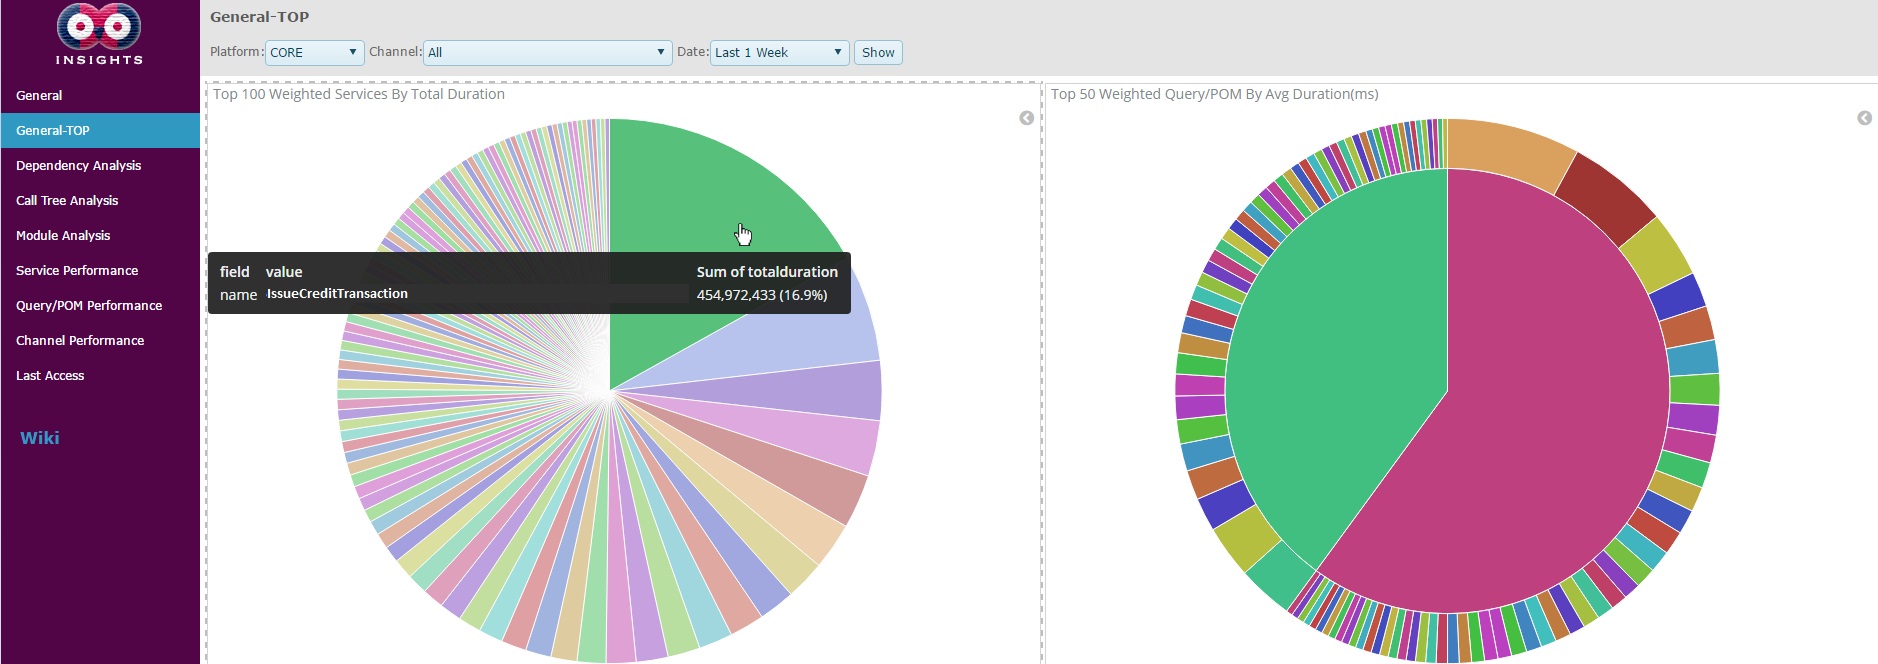 INSIGHTS
General
General-TOP
Dependency Analysis
Call Tree Analysis
Module Analysis
Service Performance
Query/POM Performance
Channel Performance
Last Access
Wiki
General-TOP
Platform: CORE Channel: All Date: Last 1 Week Show
Top 100 Weighted Services By Total Duration
field value Sum of totalduration
name IssueCreditTransaction 454,972,433 (16.9%)
Top 50 Weighted Query/POM By Avg Duration(ms)